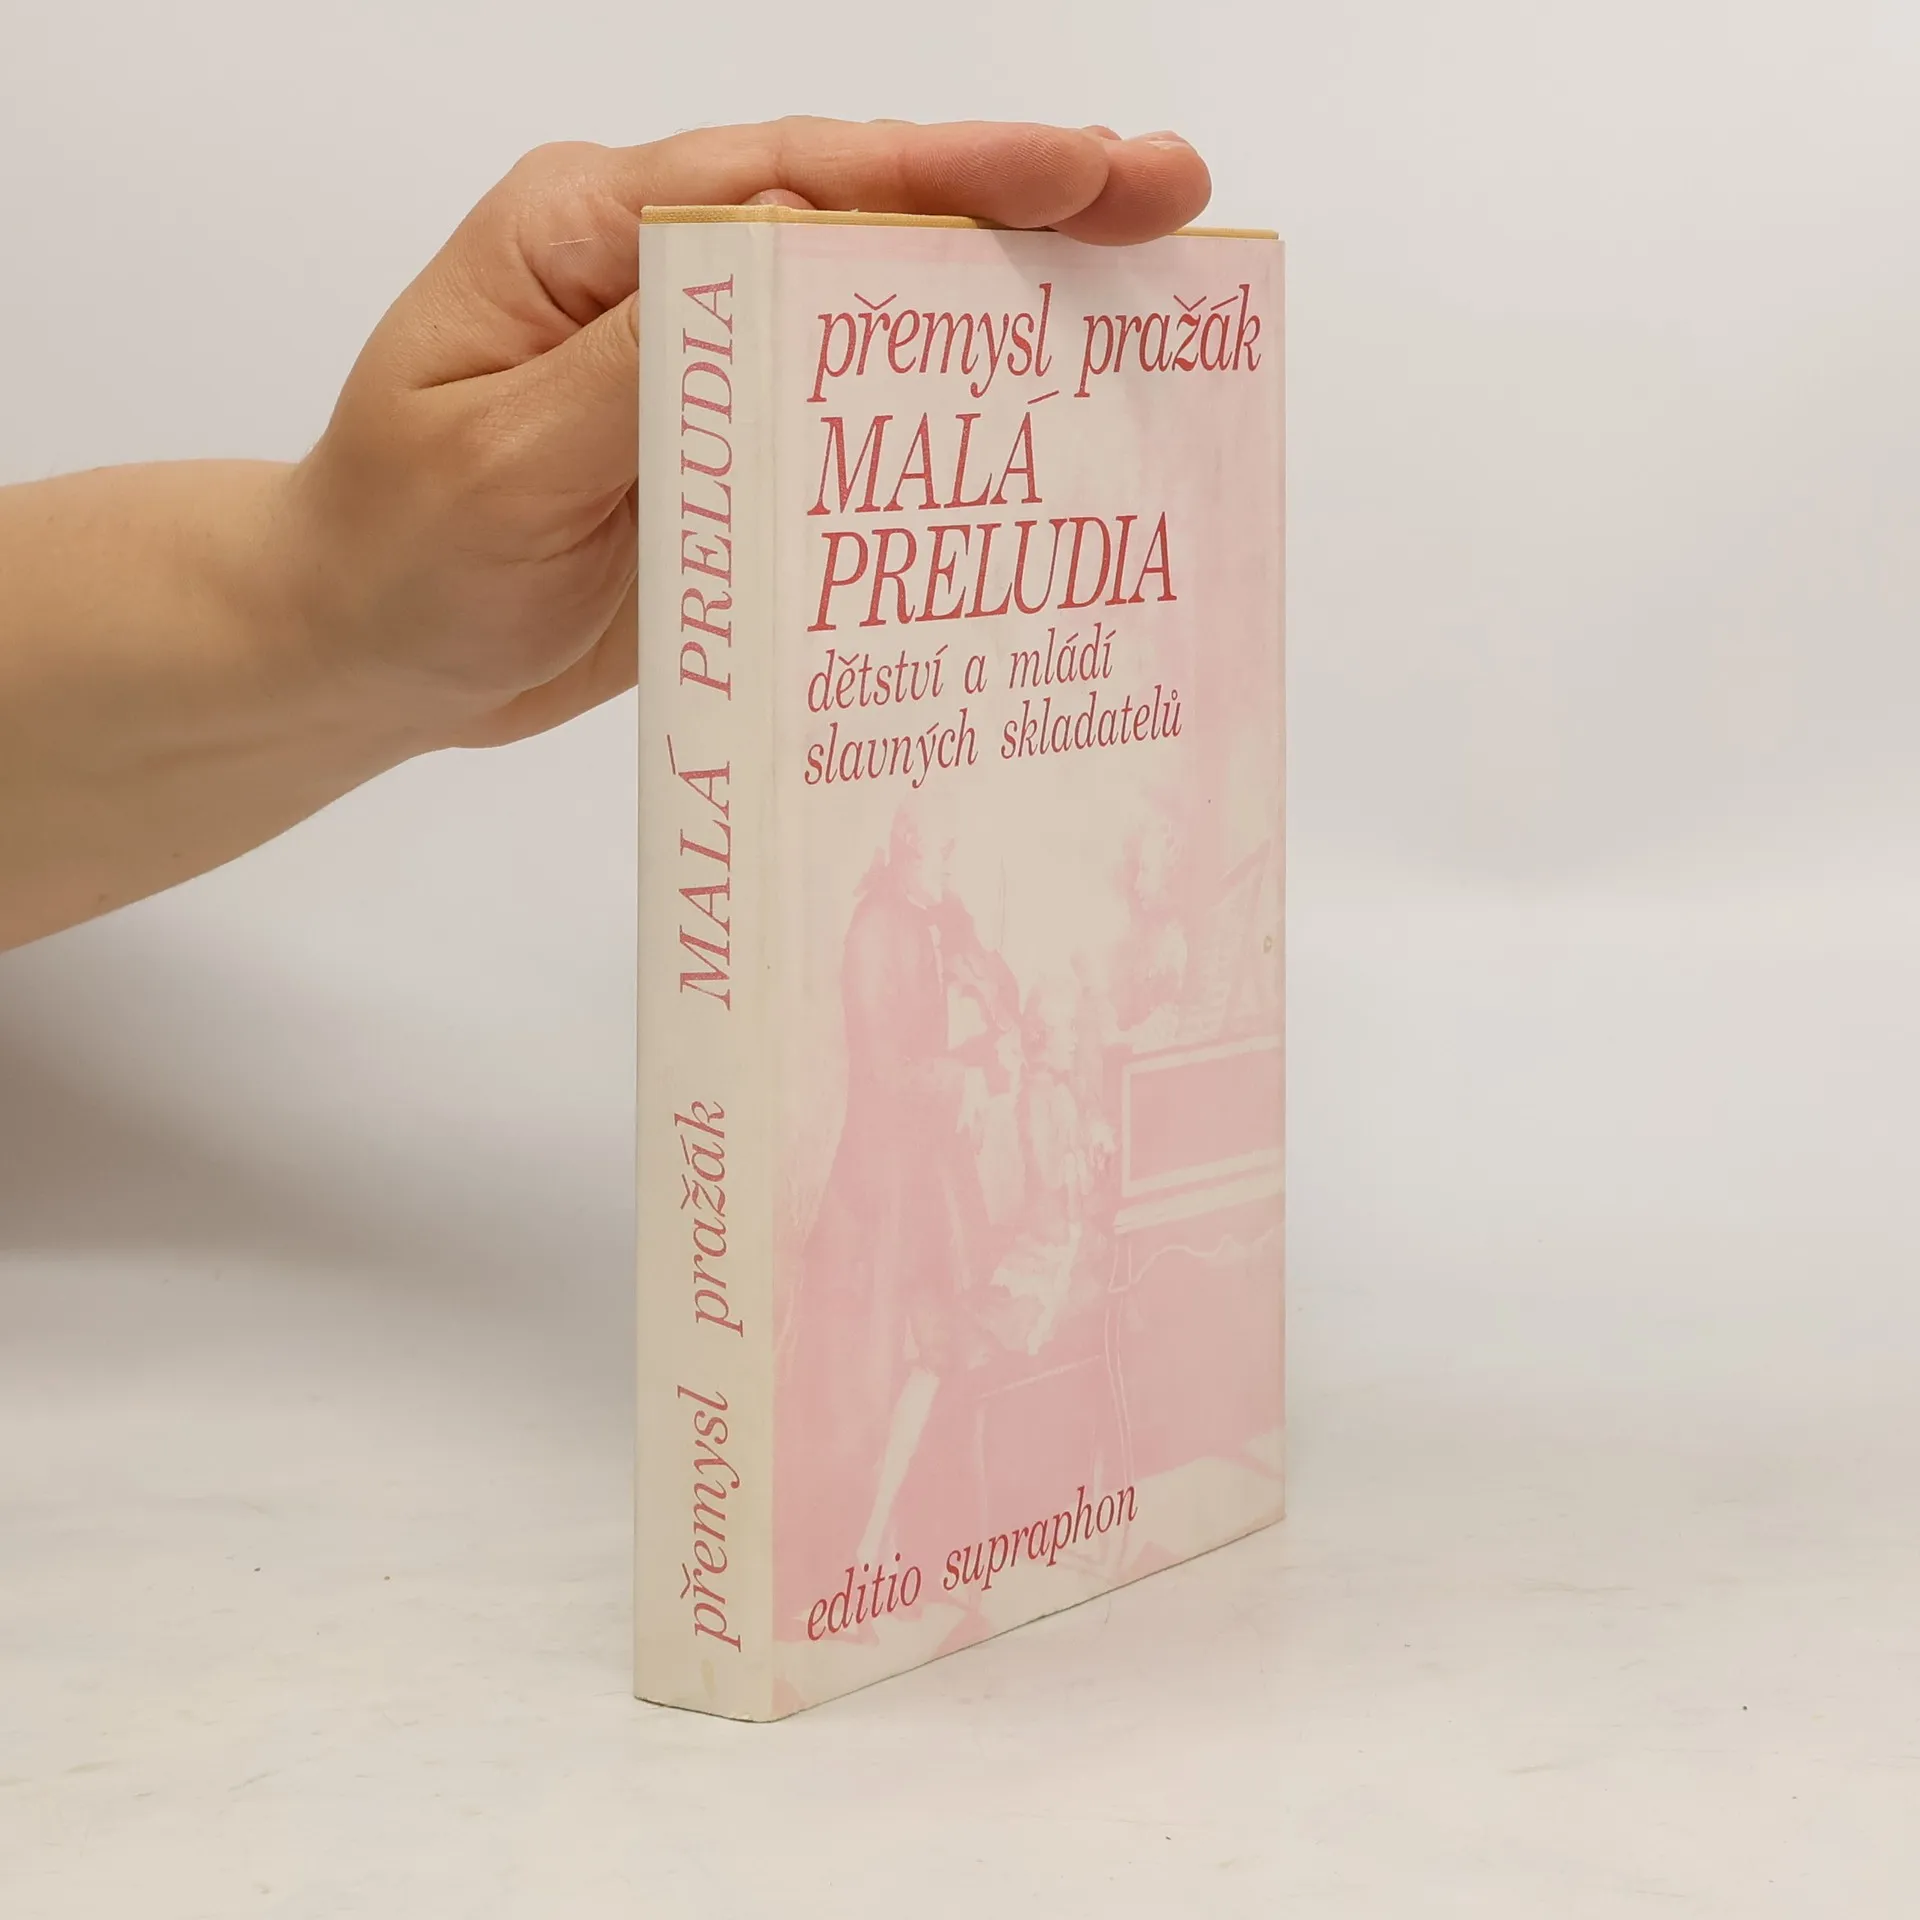 přemysl pražák
MALÁ
PRELUDIA
dětství a mládí
slavných skladatelů
editio supraphon
přemysl pražák MALÁ PRELUDIA